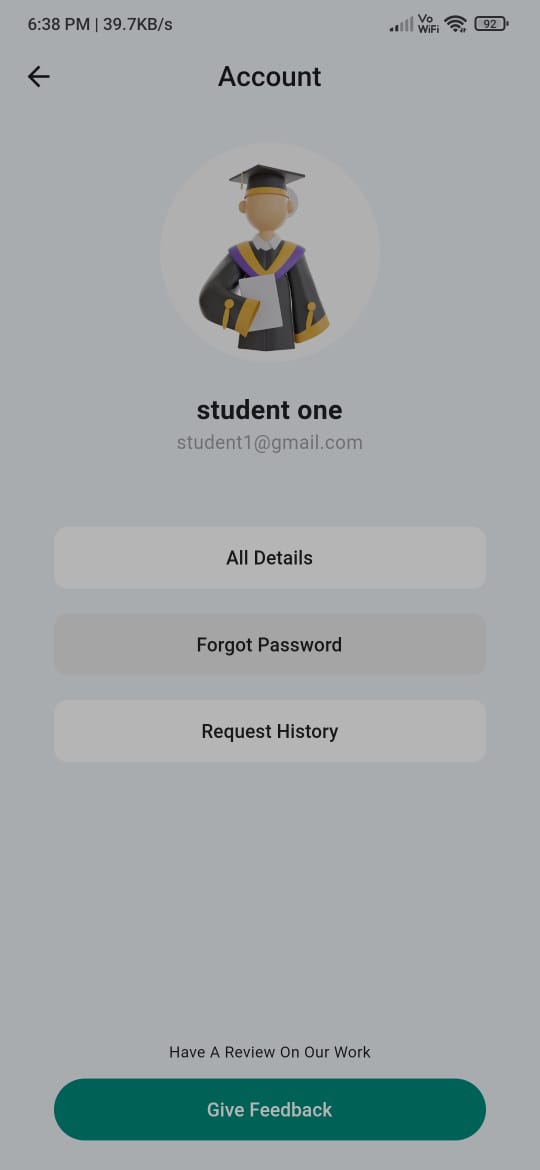 6:38 PM | 39.7KB/s Vo WiFi 92
Account
student one
student1@gmail.com
All Details
Forgot Password
Request History
Have A Review On Our Work
Give Feedback